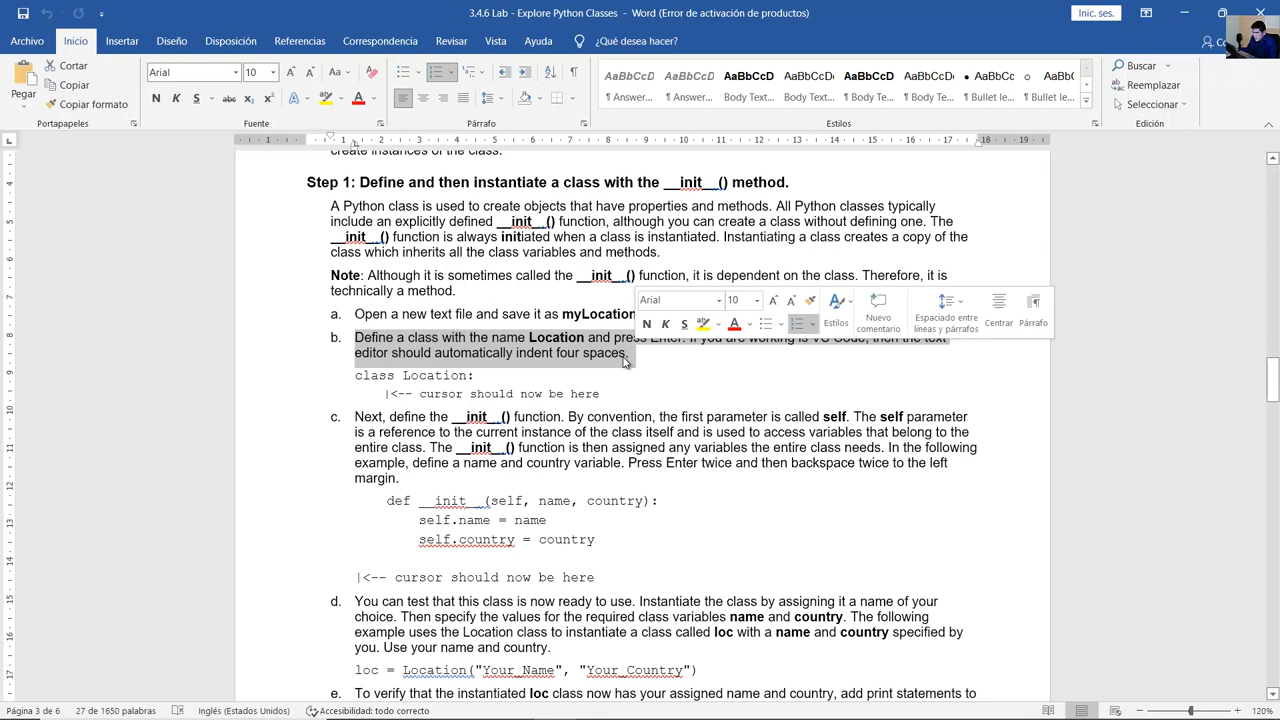 3.4.6 Lab - Explore Python Classes - Word (Error de activación de productos)
Inic. ses.
Archivo Inicio Insertar Diseño Disposición Referencias Correspondencia Revisar Vista Ayuda ¿Qué desea hacer?
Pegar
Cortar
Copiar
Copiar formato
Portapapeles
Arial 10
N K S abc x₂ x²
Fuente
Párrafo
AaBbCcD AaBbCcD AaBbCcD AaBbCcD AaBbCcD AaBbCc AaBbCc
¶ Answer... ¶ Answer... Body Text... Body Text... Body Text... ¶ Bullet le... ¶ Bullet le...
Estilos
Buscar
Reemplazar
Seleccionar
Edición
create instances of the class.
Step 1: Define and then instantiate a class with the __init__() method.
A Python class is used to create objects that have properties and methods. All Python classes typically
include an explicitly defined __init__() function, although you can create a class without defining one. The
__init__() function is always initiated when a class is instantiated. Instantiating a class creates a copy of the
class which inherits all the class variables and methods.
Note: Although it is sometimes called the __init__() function, it is dependent on the class. Therefore, it is
technically a method.
a. Open a new text file and save it as myLocation
Arial 10
N K S
Estilos
Nuevo comentario
Espaciado entre líneas y párrafos
Centrar
Párrafo
b. Define a class with the name Location and press Enter. If you are working is VS Code, then the text
editor should automatically indent four spaces.
class Location:
|<-- cursor should now be here
c. Next, define the __init__() function. By convention, the first parameter is called self. The self parameter
is a reference to the current instance of the class itself and is used to access variables that belong to the
entire class. The __init__() function is then assigned any variables the entire class needs. In the following
example, define a name and country variable. Press Enter twice and then backspace twice to the left
margin.
def __init__(self, name, country):
self.name = name
self.country = country
|<-- cursor should now be here
d. You can test that this class is now ready to use. Instantiate the class by assigning it a name of your
choice. Then specify the values for the required class variables name and country. The following
example uses the Location class to instantiate a class called loc with a name and country specified by
you. Use your name and country.
loc = Location("Your_Name", "Your_Country")
e. To verify that the instantiated loc class now has your assigned name and country, add print statements to
Página 3 de 6 27 de 1650 palabras Inglés (Estados Unidos) Accesibilidad: todo correcto 120%